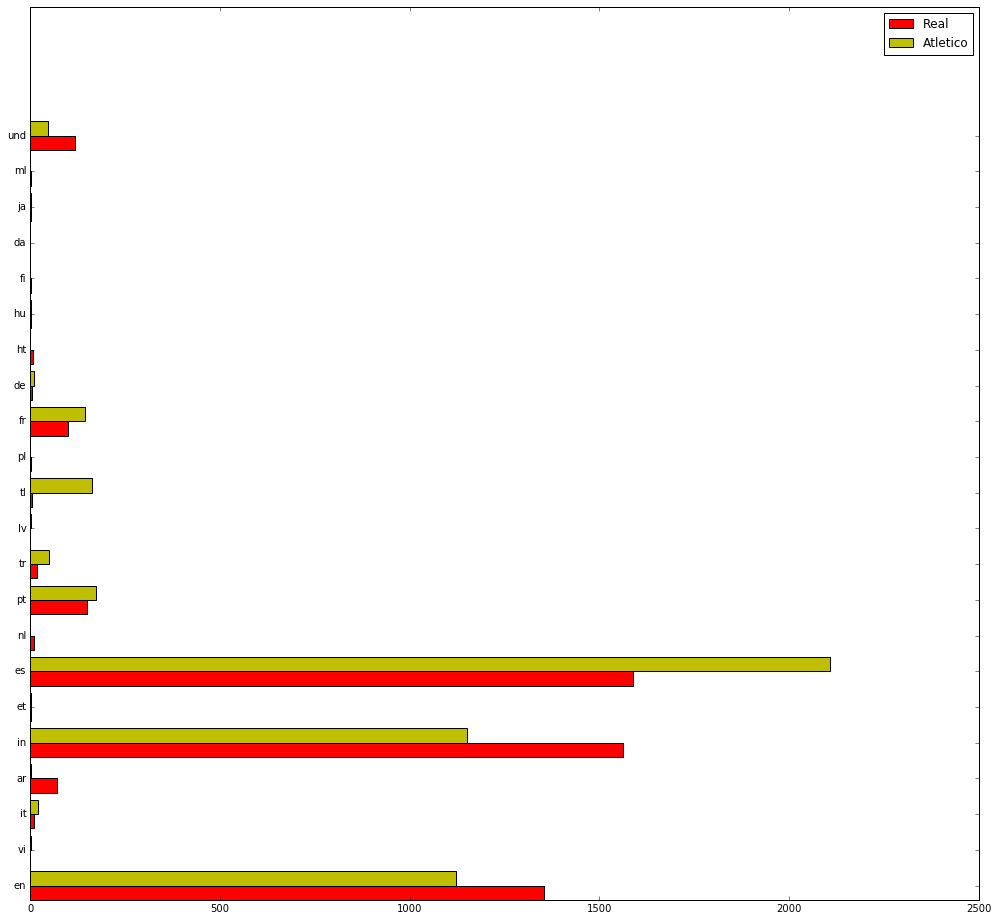 Real
Atletico
und
ml
ja
da
fi
hu
ht
de
fr
pl
tl
lv
tr
pt
nl
es
et
in
ar
it
vi
en
0 500 1000 1500 2000 2500